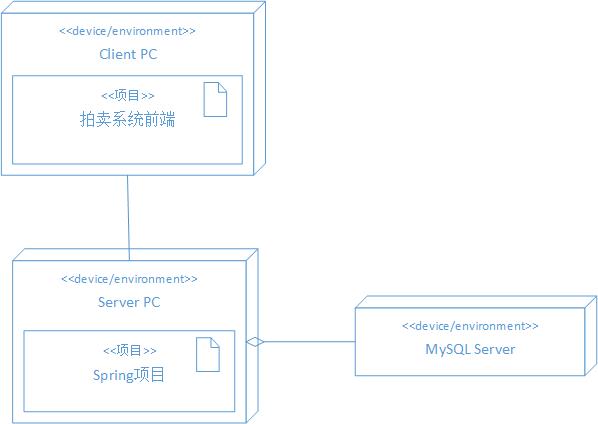 <<device/environment>>
Client PC
<<项目>>
拍卖系统前端
<<device/environment>>
Server PC
<<项目>>
Spring项目
<<device/environment>>
MySQL Server